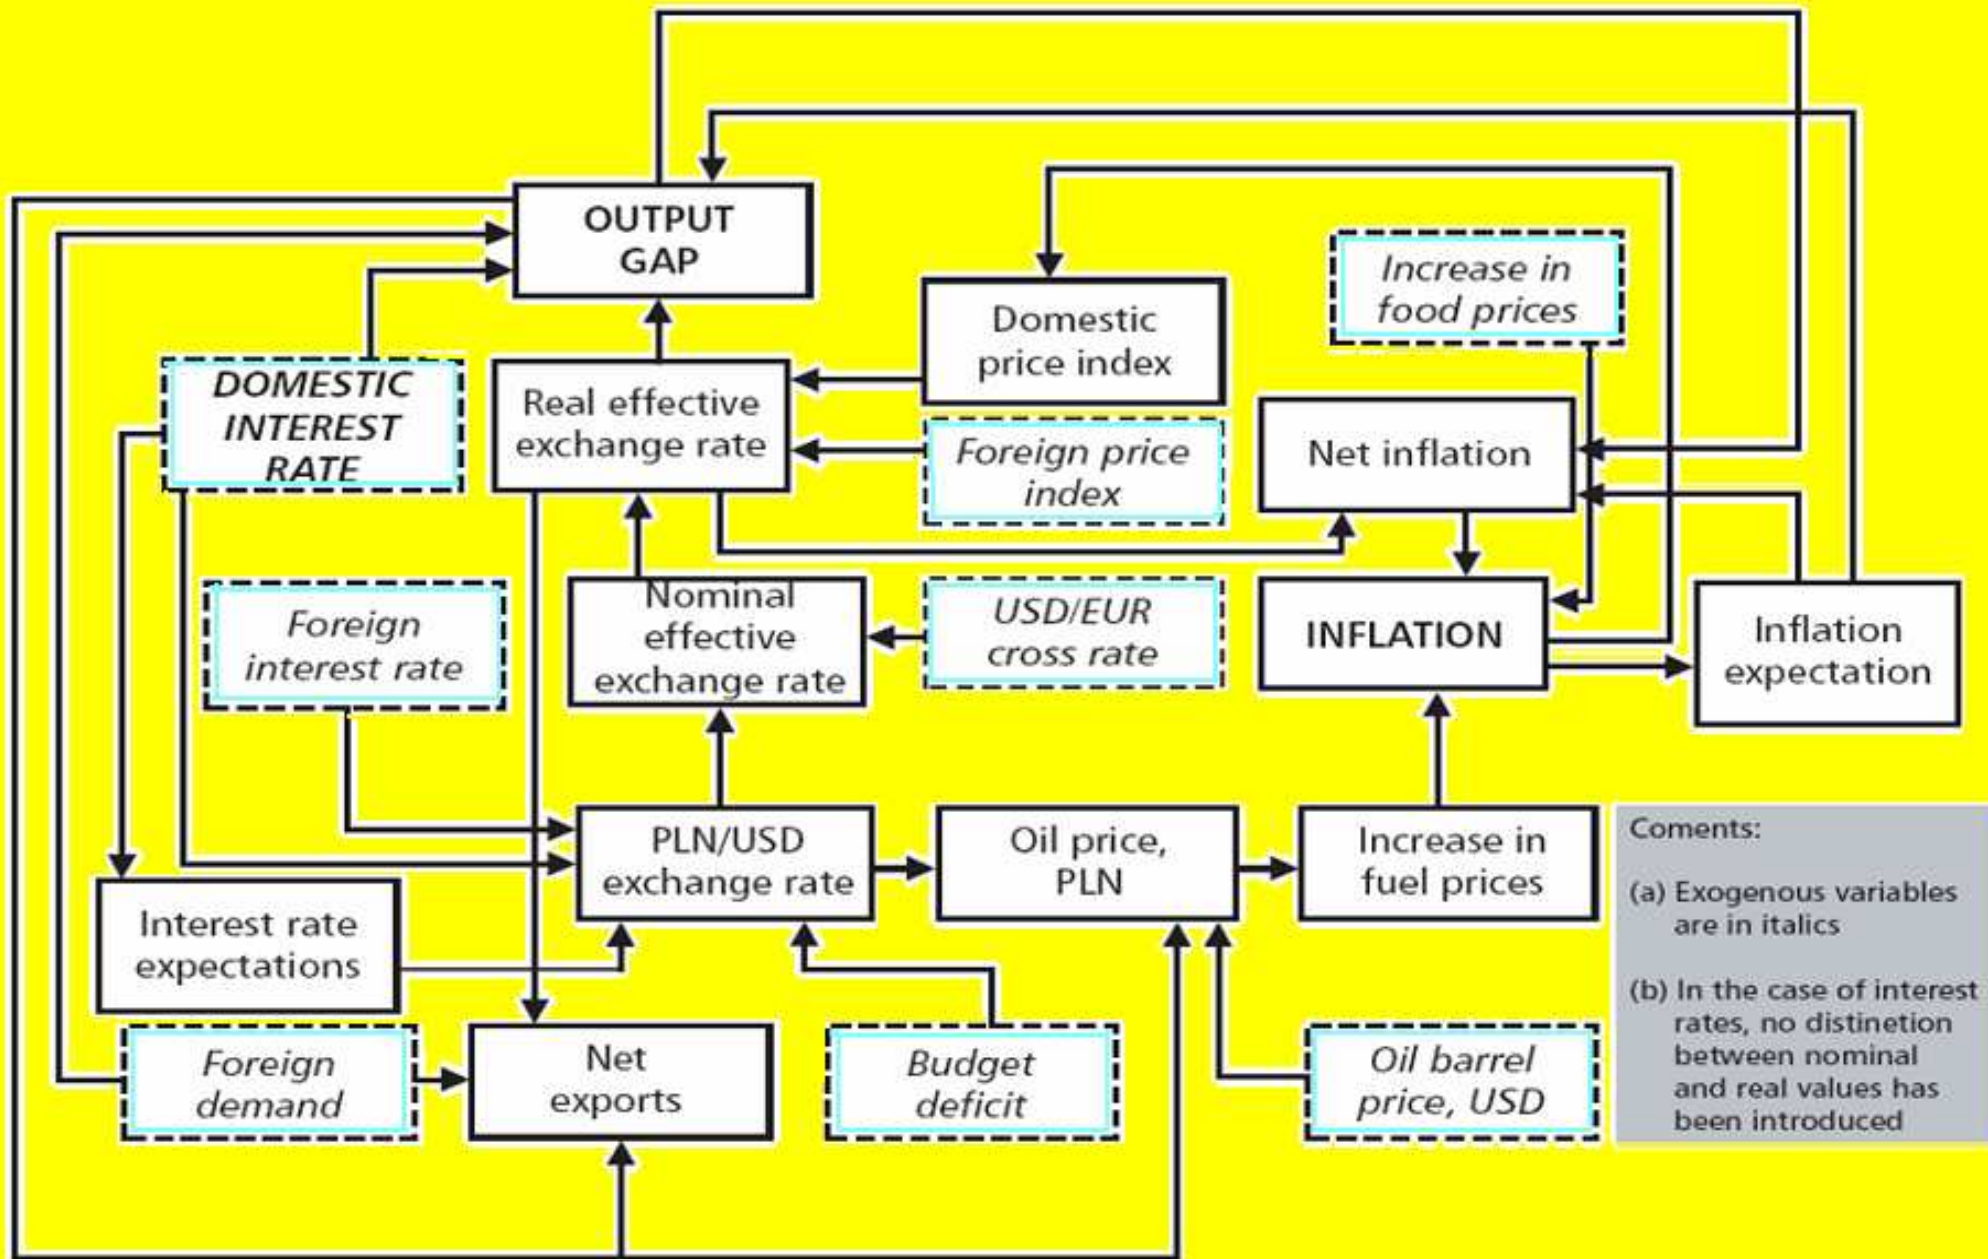 OUTPUT
GAP
Increase in
food prices
Domestic
price index
DOMESTIC
INTEREST
RATE
Real effective
exchange rate
Foreign price
index
Net inflation
Foreign
interest rate
Nominal
effective
exchange rate
USD/EUR
cross rate
INFLATION
Inflation
expectation
PLN/USD
exchange rate
Oil price,
PLN
Increase in
fuel prices
Interest rate
expectations
Foreign
demand
Net
exports
Budget
deficit
Oil barrel
price, USD
Coments:
(a) Exogenous variables
are in italics
(b) In the case of interest
rates, no distinetion
between nominal
and real values has
been introduced